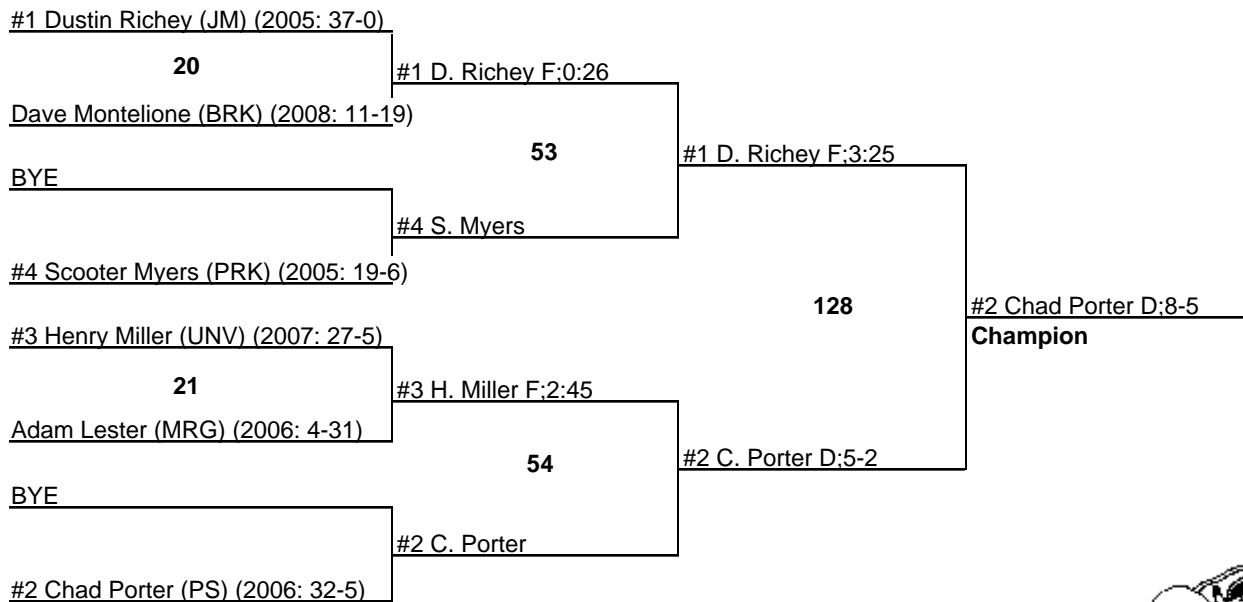 #1 Dustin Richey (JM) (2005: 37-0)
20
#1 D. Richey F;0:26
Dave Montelione (BRK) (2008: 11-19)
53
#1 D. Richey F;3:25
BYE
#4 S. Myers
#4 Scooter Myers (PRK) (2005: 19-6)
128
#2 Chad Porter D;8-5
Champion
#3 Henry Miller (UNV) (2007: 27-5)
21
#3 H. Miller F;2:45
Adam Lester (MRG) (2006: 4-31)
54
#2 C. Porter D;5-2
BYE
#2 C. Porter
#2 Chad Porter (PS) (2006: 32-5)